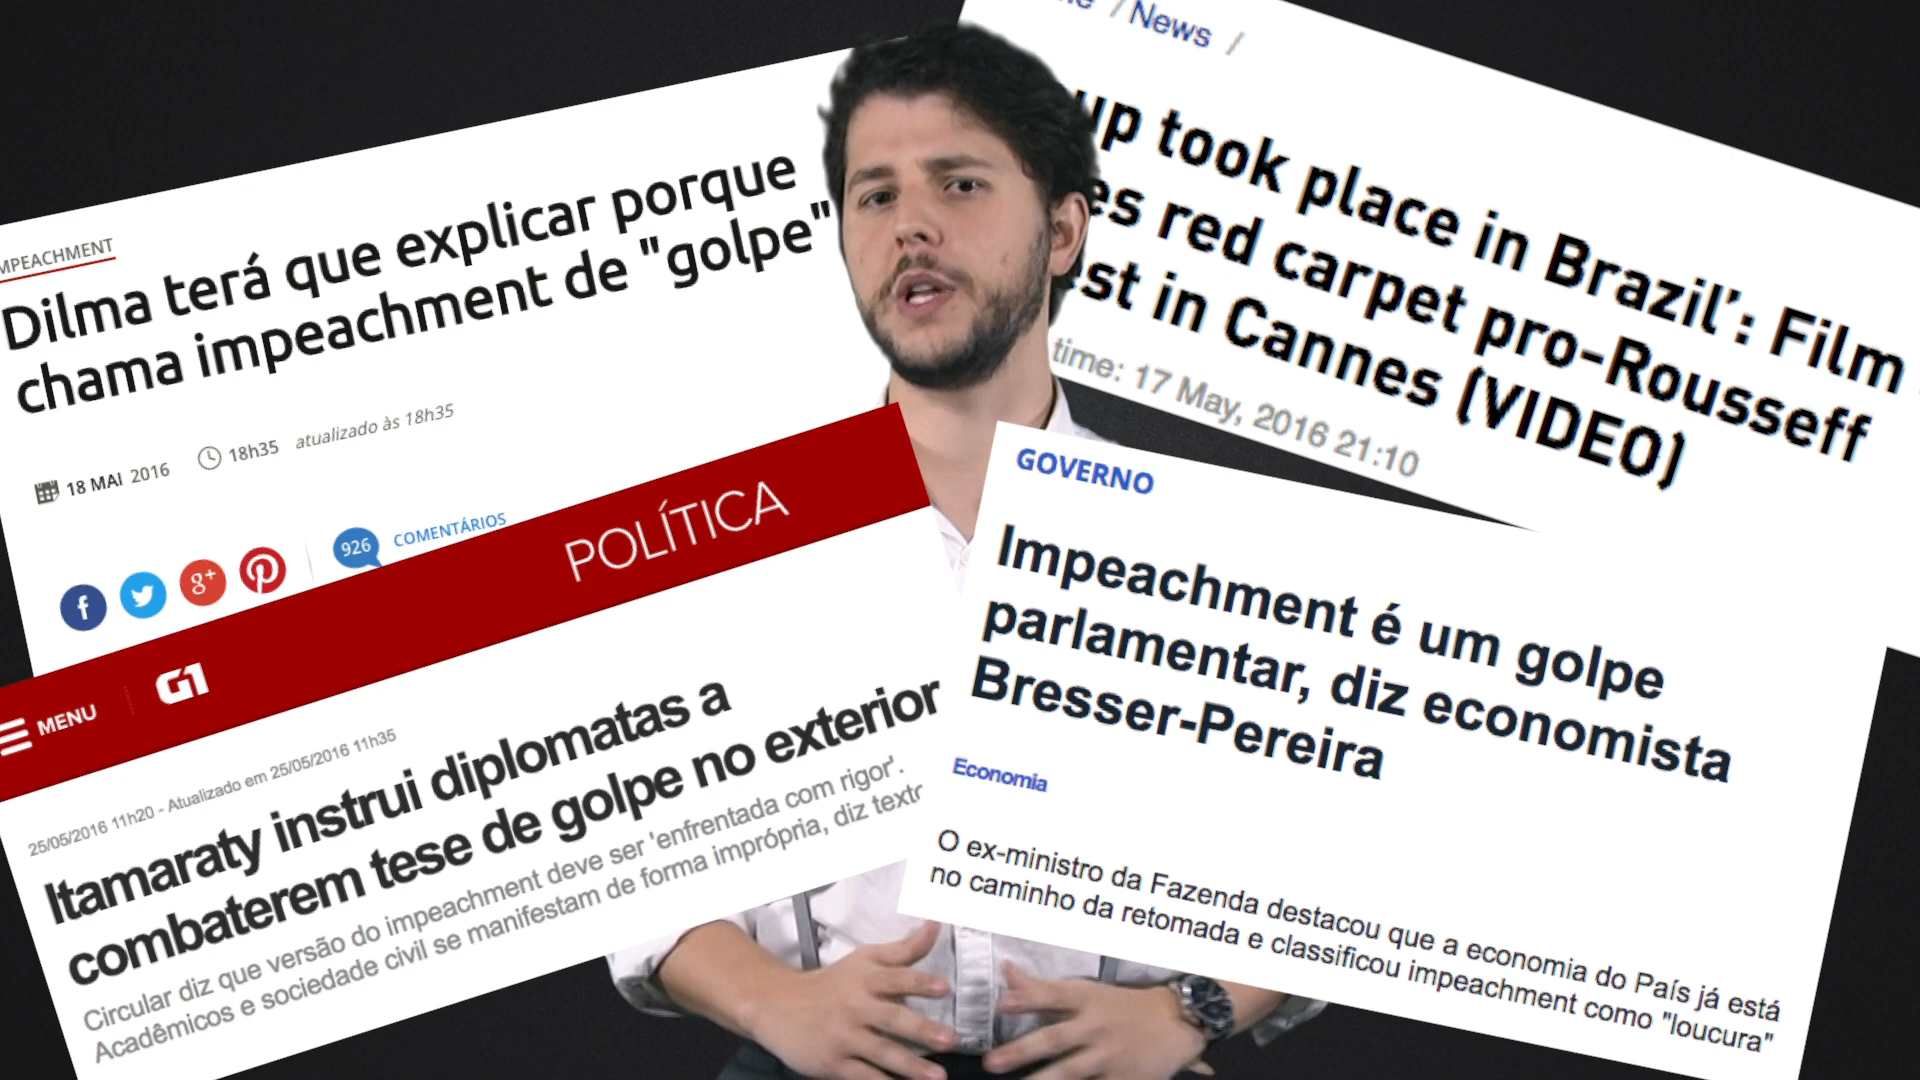 IMPEACHMENT
Dilma terá que explicar porque
chama impeachment de "golpe"
18 MAI 2016 18h35 atualizado às 18h35
926 COMENTÁRIOS
/ News /
up took place in Brazil’: Film
es red carpet pro-Rousseff
est in Cannes (VIDEO)
time: 17 May, 2016 21:10
MENU G1 POLÍTICA
25/05/2016 11h20 - Atualizado em 25/05/2016 11h35
Itamaraty instrui diplomatas a
combaterem tese de golpe no exterior
Circular diz que versão do impeachment deve ser 'enfrentada com rigor'.
Acadêmicos e sociedade civil se manifestam de forma imprópria, diz texto
GOVERNO
Impeachment é um golpe
parlamentar, diz economista
Bresser-Pereira
Economia
O ex-ministro da Fazenda destacou que a economia do País já está
no caminho da retomada e classificou impeachment como "loucura"